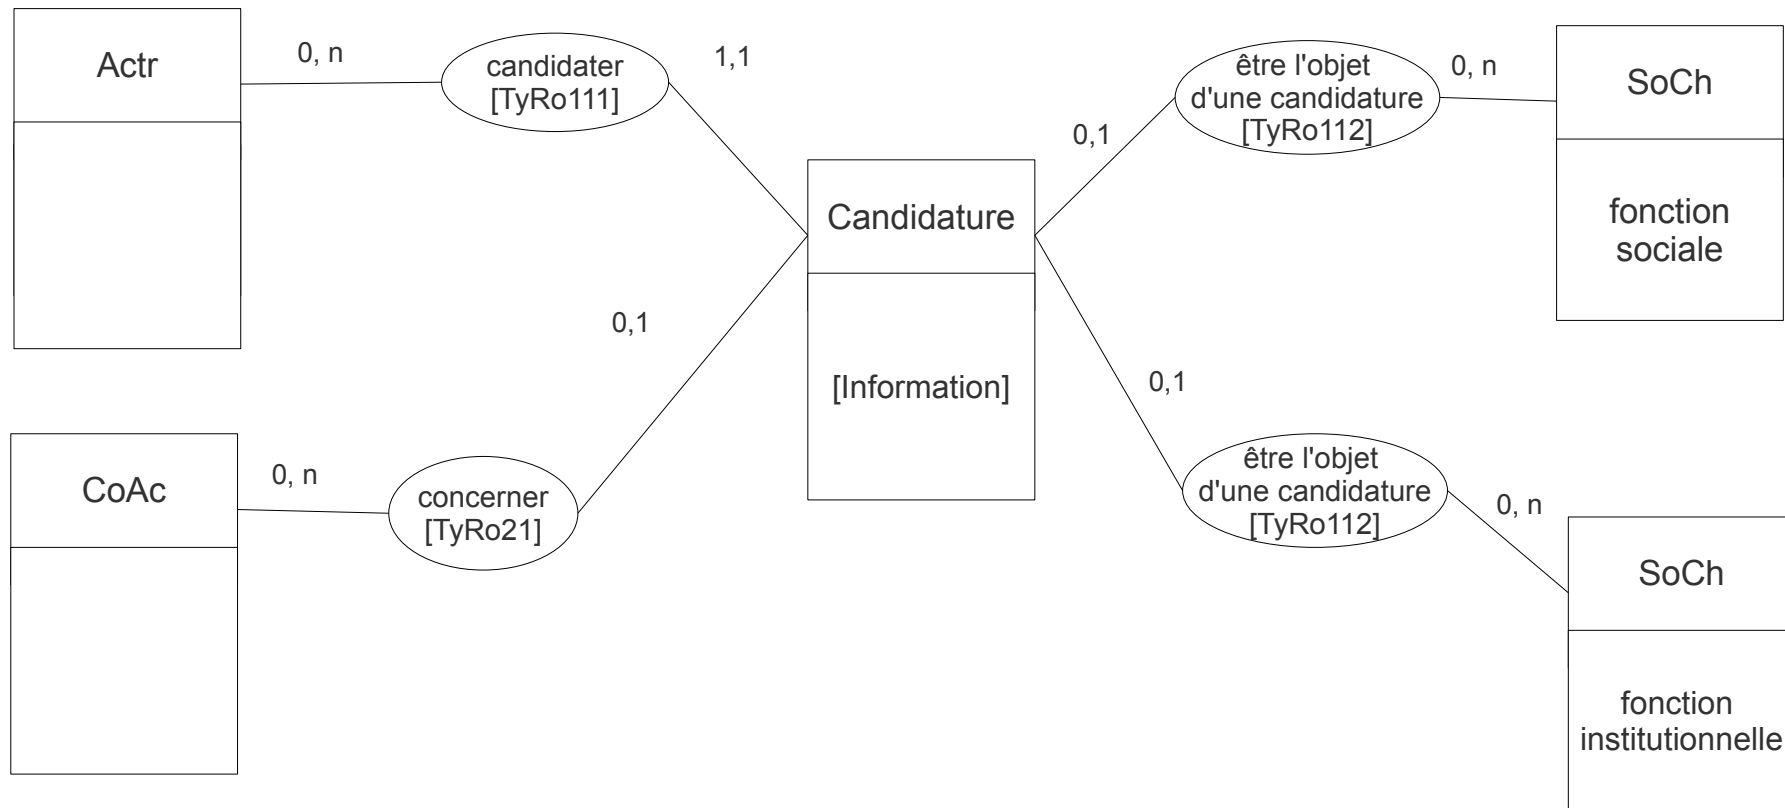 Actr
0, n
candidater
[TyRo111]
1,1
être l'objet
d'une candidature
[TyRo112]
0, n
SoCh
fonction
sociale
0,1
Candidature
[Information]
0,1
0,1
CoAc
0, n
concerner
[TyRo21]
être l'objet
d'une candidature
[TyRo112]
0, n
SoCh
fonction
institutionnelle